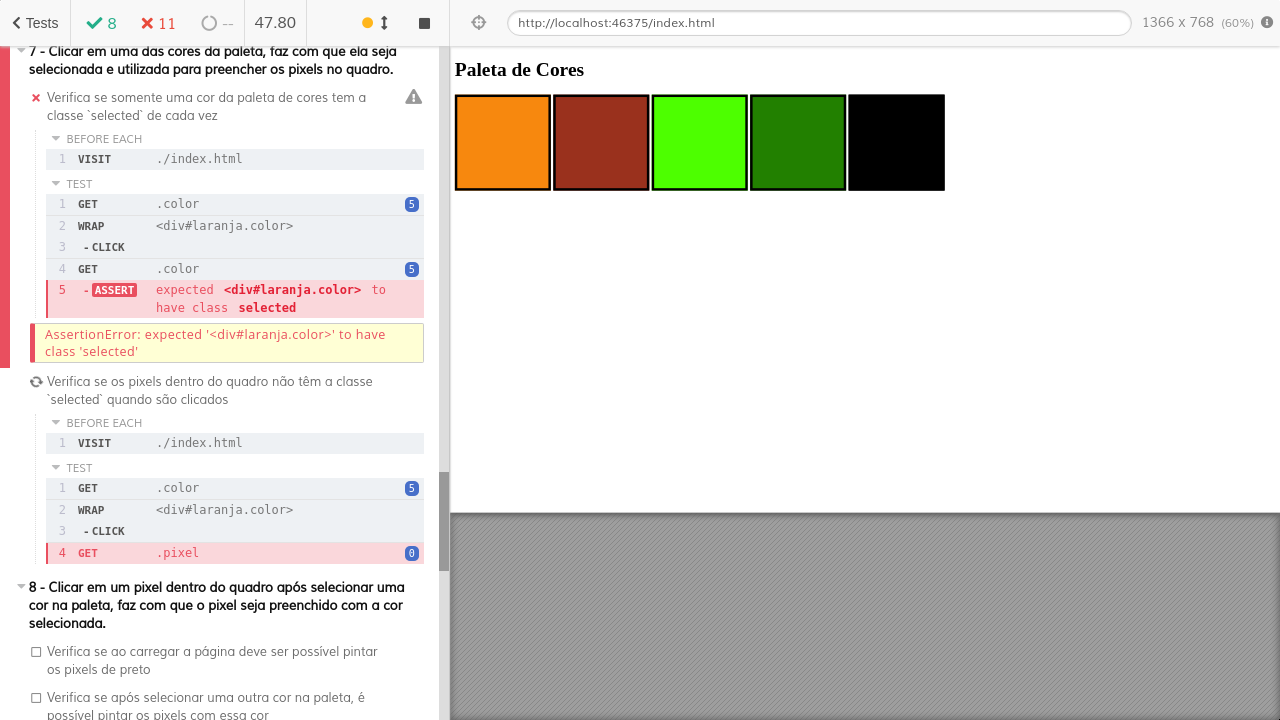 Tests
8
11
--
47.80
http://localhost:46375/index.html
1366 x 768 (60%)
7 - Clicar em uma das cores da paleta, faz com que ela seja
selecionada e utilizada para preencher os pixels no quadro.
Verifica se somente uma cor da paleta de cores tem a
classe `selected` de cada vez
BEFORE EACH
1 VISIT ./index.html
TEST
1 GET .color 5
2 WRAP <div#laranja.color>
3 -CLICK
4 GET .color 5
5 -ASSERT expected <div#laranja.color> to
have class selected
AssertionError: expected '<div#laranja.color>' to have
class 'selected'
Verifica se os pixels dentro do quadro não têm a classe
`selected` quando são clicados
BEFORE EACH
1 VISIT ./index.html
TEST
1 GET .color 5
2 WRAP <div#laranja.color>
3 -CLICK
4 GET .pixel 0
8 - Clicar em um pixel dentro do quadro após selecionar uma
cor na paleta, faz com que o pixel seja preenchido com a cor
selecionada.
Verifica se ao carregar a página deve ser possível pintar
os pixels de preto
Verifica se após selecionar uma outra cor na paleta, é
possível pintar os pixels com essa cor
Paleta de Cores